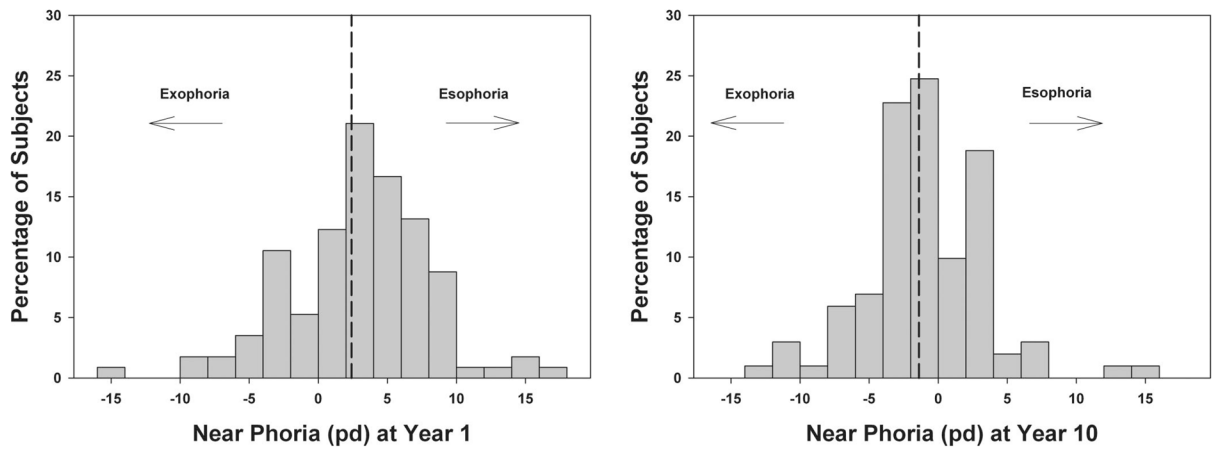 Percentage of Subjects
30
25
20
15
10
5
0
Exophoria
Esophoria
-15 -10 -5 0 5 10 15
Near Phoria (pd) at Year 1
Percentage of Subjects
30
25
20
15
10
5
0
Exophoria
Esophoria
-15 -10 -5 0 5 10 15
Near Phoria (pd) at Year 10